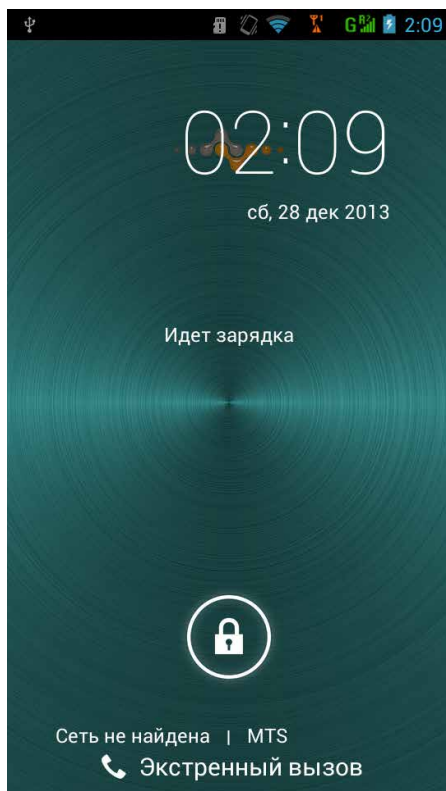 G R 2:09
02:09
сб, 28 дек 2013
Идет зарядка
Сеть не найдена | MTS
Экстренный вызов